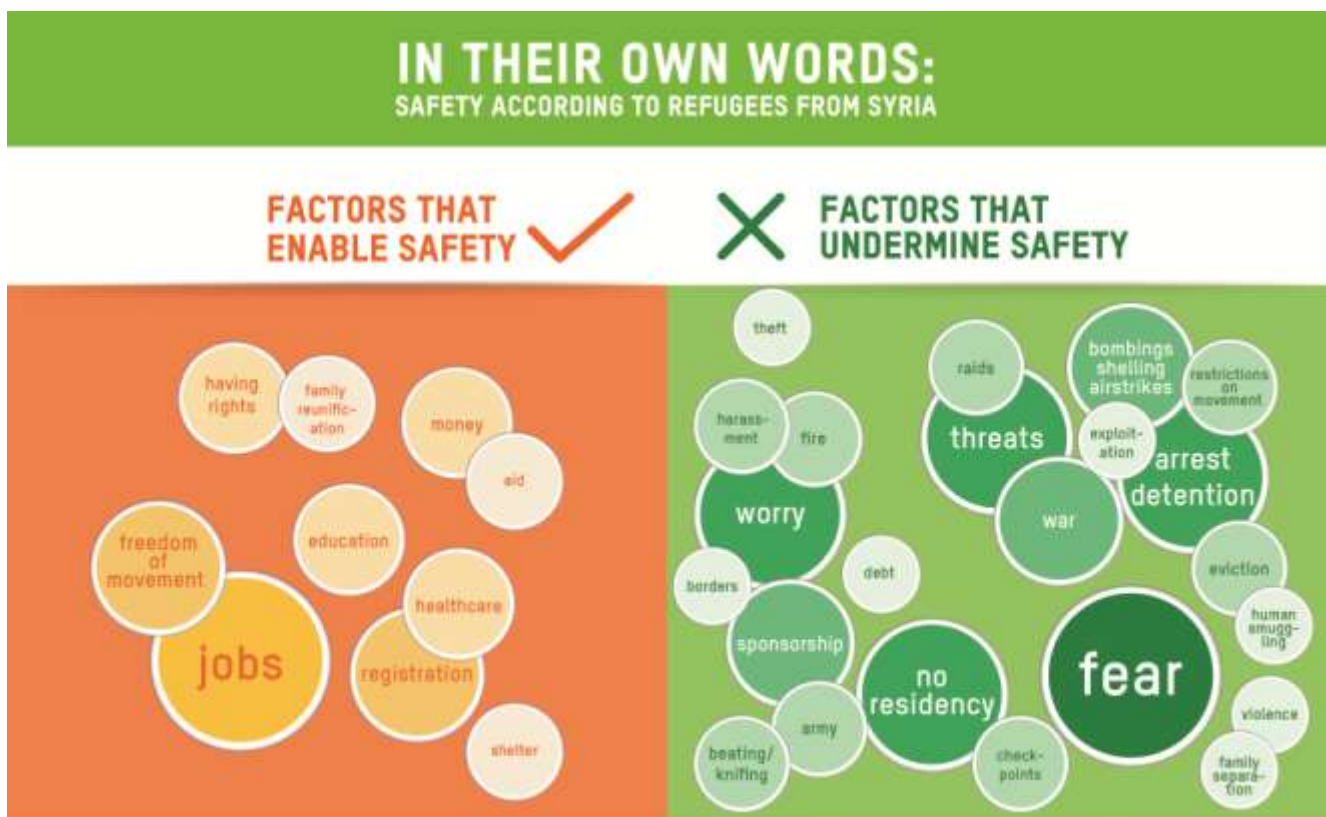 IN THEIR OWN WORDS:
SAFETY ACCORDING TO REFUGEES FROM SYRIA
FACTORS THAT
ENABLE SAFETY
FACTORS THAT
UNDERMINE SAFETY
having
rights
family
reunific-
ation
money
aid
freedom
of
movement
education
healthcare
jobs
registration
shelter
theft
raids
bombings
shelling
airstrikes
restrictions
on
movement
harass-
ment
fire
threats
exploit-
ation
arrest
detention
worry
war
borders
debt
eviction
sponsorship
human
smugg-
ling
no
residency
fear
army
violence
beating/
knifing
check-
points
family
separa-
tion